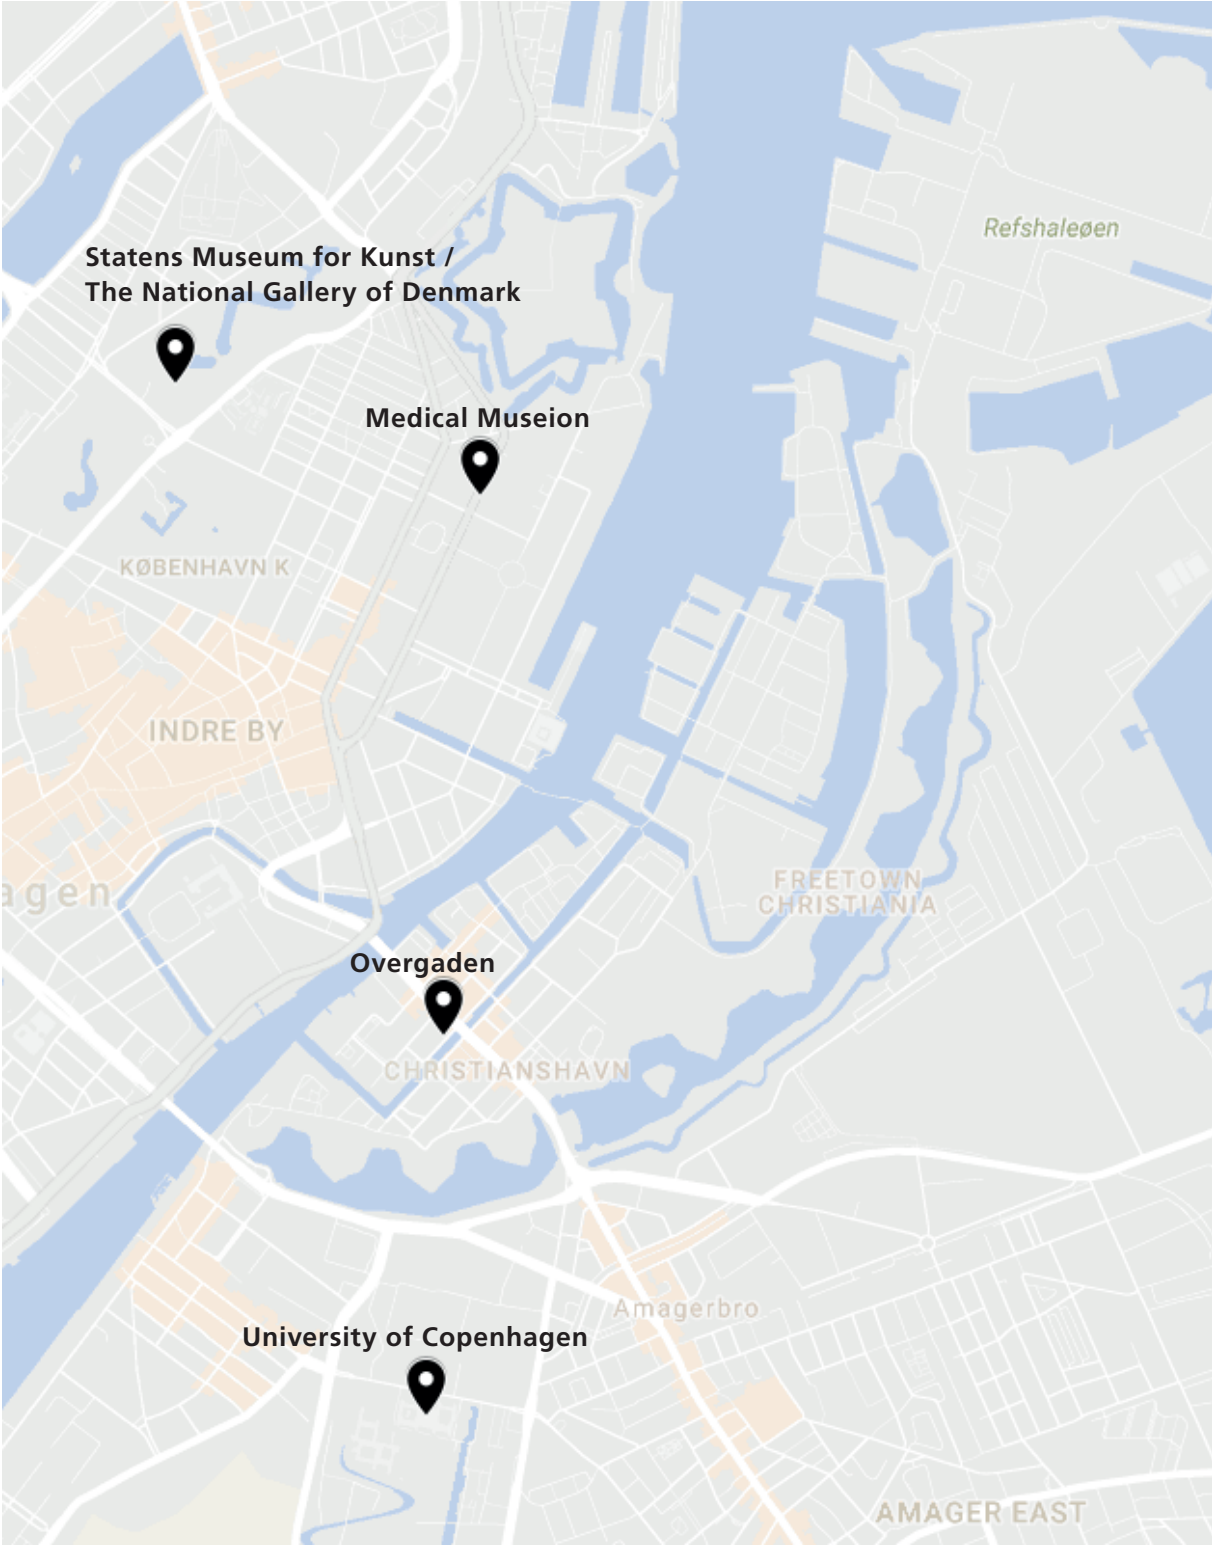 Refshaleøen
Statens Museum for Kunst /
The National Gallery of Denmark
Medical Museion
KØBENHAVN K
INDRE BY
agen
FREETOWN
CHRISTIANIA
Overgaden
CHRISTIANSHAVN
Amagerbro
University of Copenhagen
AMAGER EAST